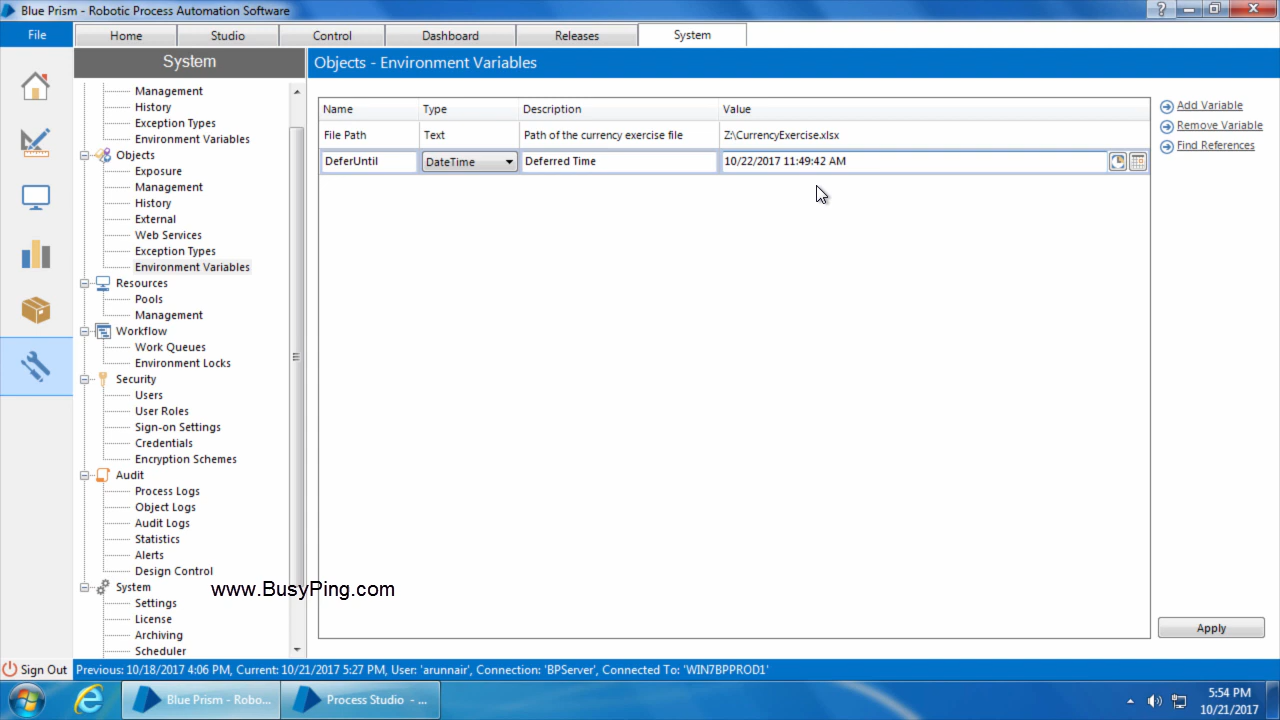 Blue Prism - Robotic Process Automation Software
?
File
Home
Studio
Control
Dashboard
Releases
System
System
Objects - Environment Variables
Management
History
Exception Types
Environment Variables
Objects
Exposure
Management
History
External
Web Services
Exception Types
Environment Variables
Resources
Pools
Management
Workflow
Work Queues
Environment Locks
Security
Users
User Roles
Sign-on Settings
Credentials
Encryption Schemes
Audit
Process Logs
Object Logs
Audit Logs
Statistics
Alerts
Design Control
System
Settings
License
Archiving
Scheduler
Name Type Description Value
File Path Text Path of the currency exercise file Z:\CurrencyExercise.xlsx
DeferUntil DateTime Deferred Time 10/22/2017 11:49:42 AM
Add Variable
Remove Variable
Find References
www.BusyPing.com
Apply
Sign Out
Previous: 10/18/2017 4:06 PM, Current: 10/21/2017 5:27 PM, User: 'arunnair', Connection: 'BPServer', Connected To: 'WIN7BPPROD1'
Blue Prism - Robo...
Process Studio - ...
5:54 PM
10/21/2017